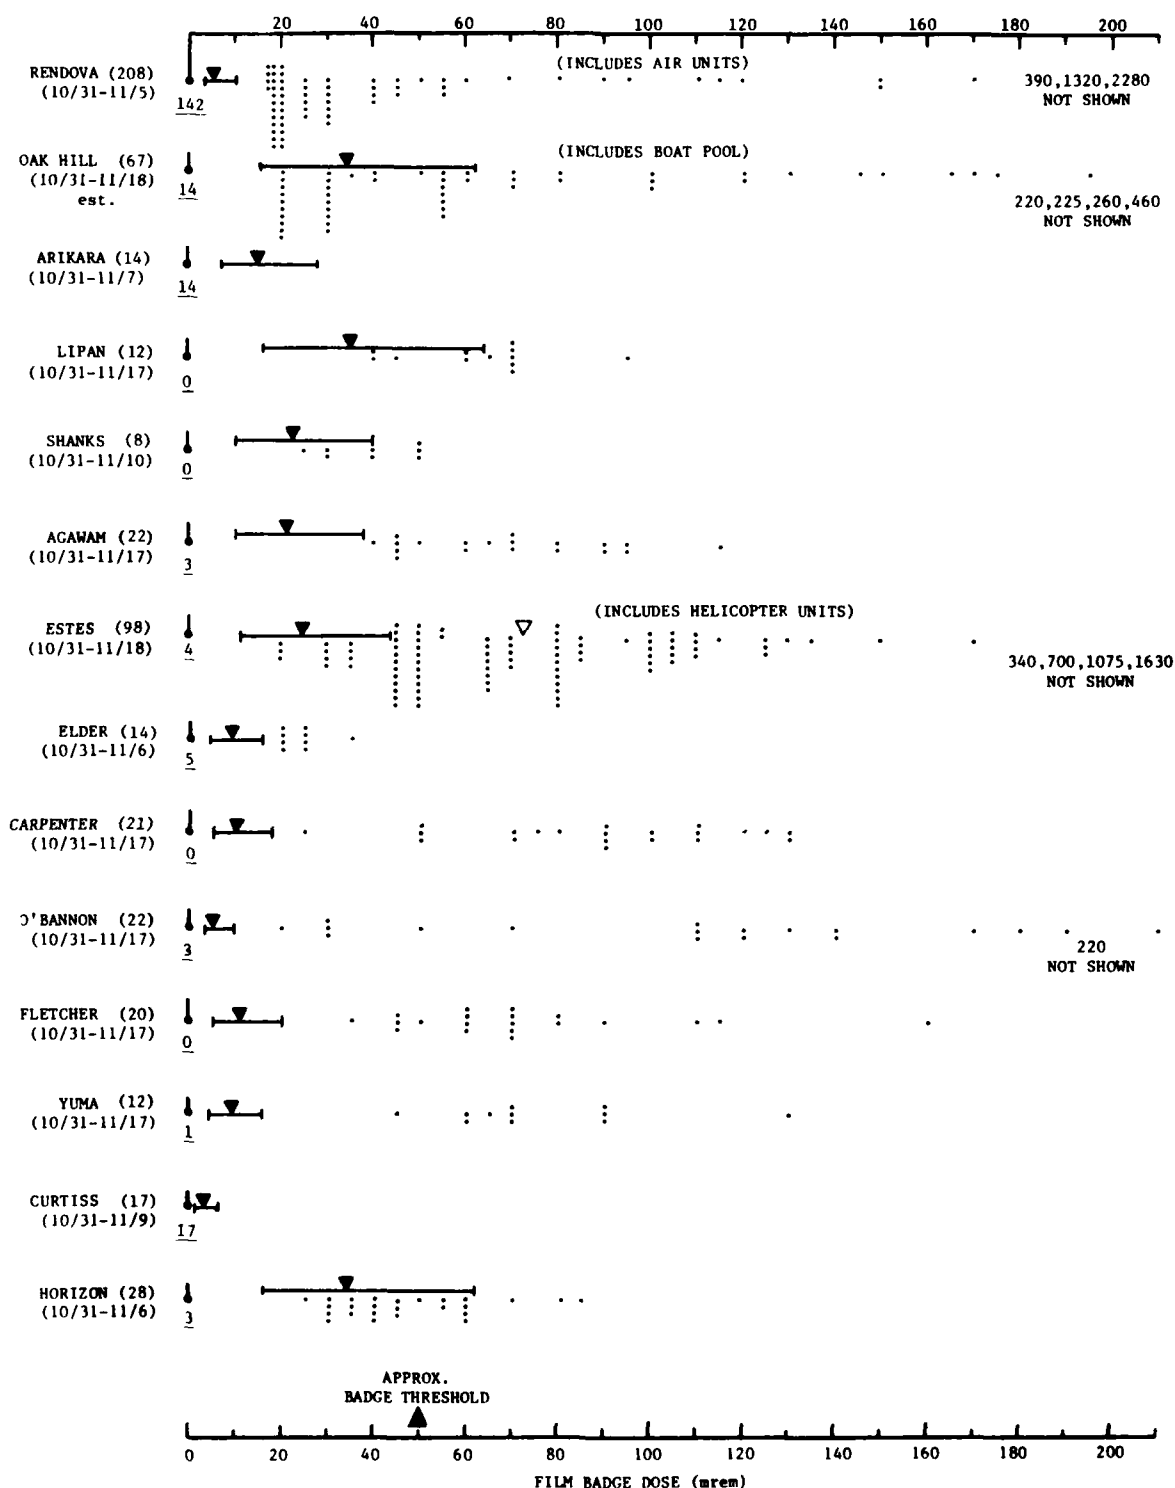 20 40 60 80 100 120 140 160 180 200
RENDOVA (208)
(10/31-11/5)
142
(INCLUDES AIR UNITS)
390,1320,2280
NOT SHOWN
OAK HILL (67)
(10/31-11/18)
est.
14
(INCLUDES BOAT POOL)
220,225,260,460
NOT SHOWN
ARIKARA (14)
(10/31-11/7)
14
LIPAN (12)
(10/31-11/17)
0
SHANKS (8)
(10/31-11/10)
0
AGAWAM (22)
(10/31-11/17)
3
ESTES (98)
(10/31-11/18)
4
(INCLUDES HELICOPTER UNITS)
340,700,1075,1630
NOT SHOWN
ELDER (14)
(10/31-11/6)
5
CARPENTER (21)
(10/31-11/17)
0
O'BANNON (22)
(10/31-11/17)
3
220
NOT SHOWN
FLETCHER (20)
(10/31-11/17)
0
YUMA (12)
(10/31-11/17)
1
CURTISS (17)
(10/31-11/9)
17
HORIZON (28)
(10/31-11/6)
3
APPROX.
BADGE THRESHOLD
0 20 40 60 80 100 120 140 160 180 200
FILM BADGE DOSE (mrem)